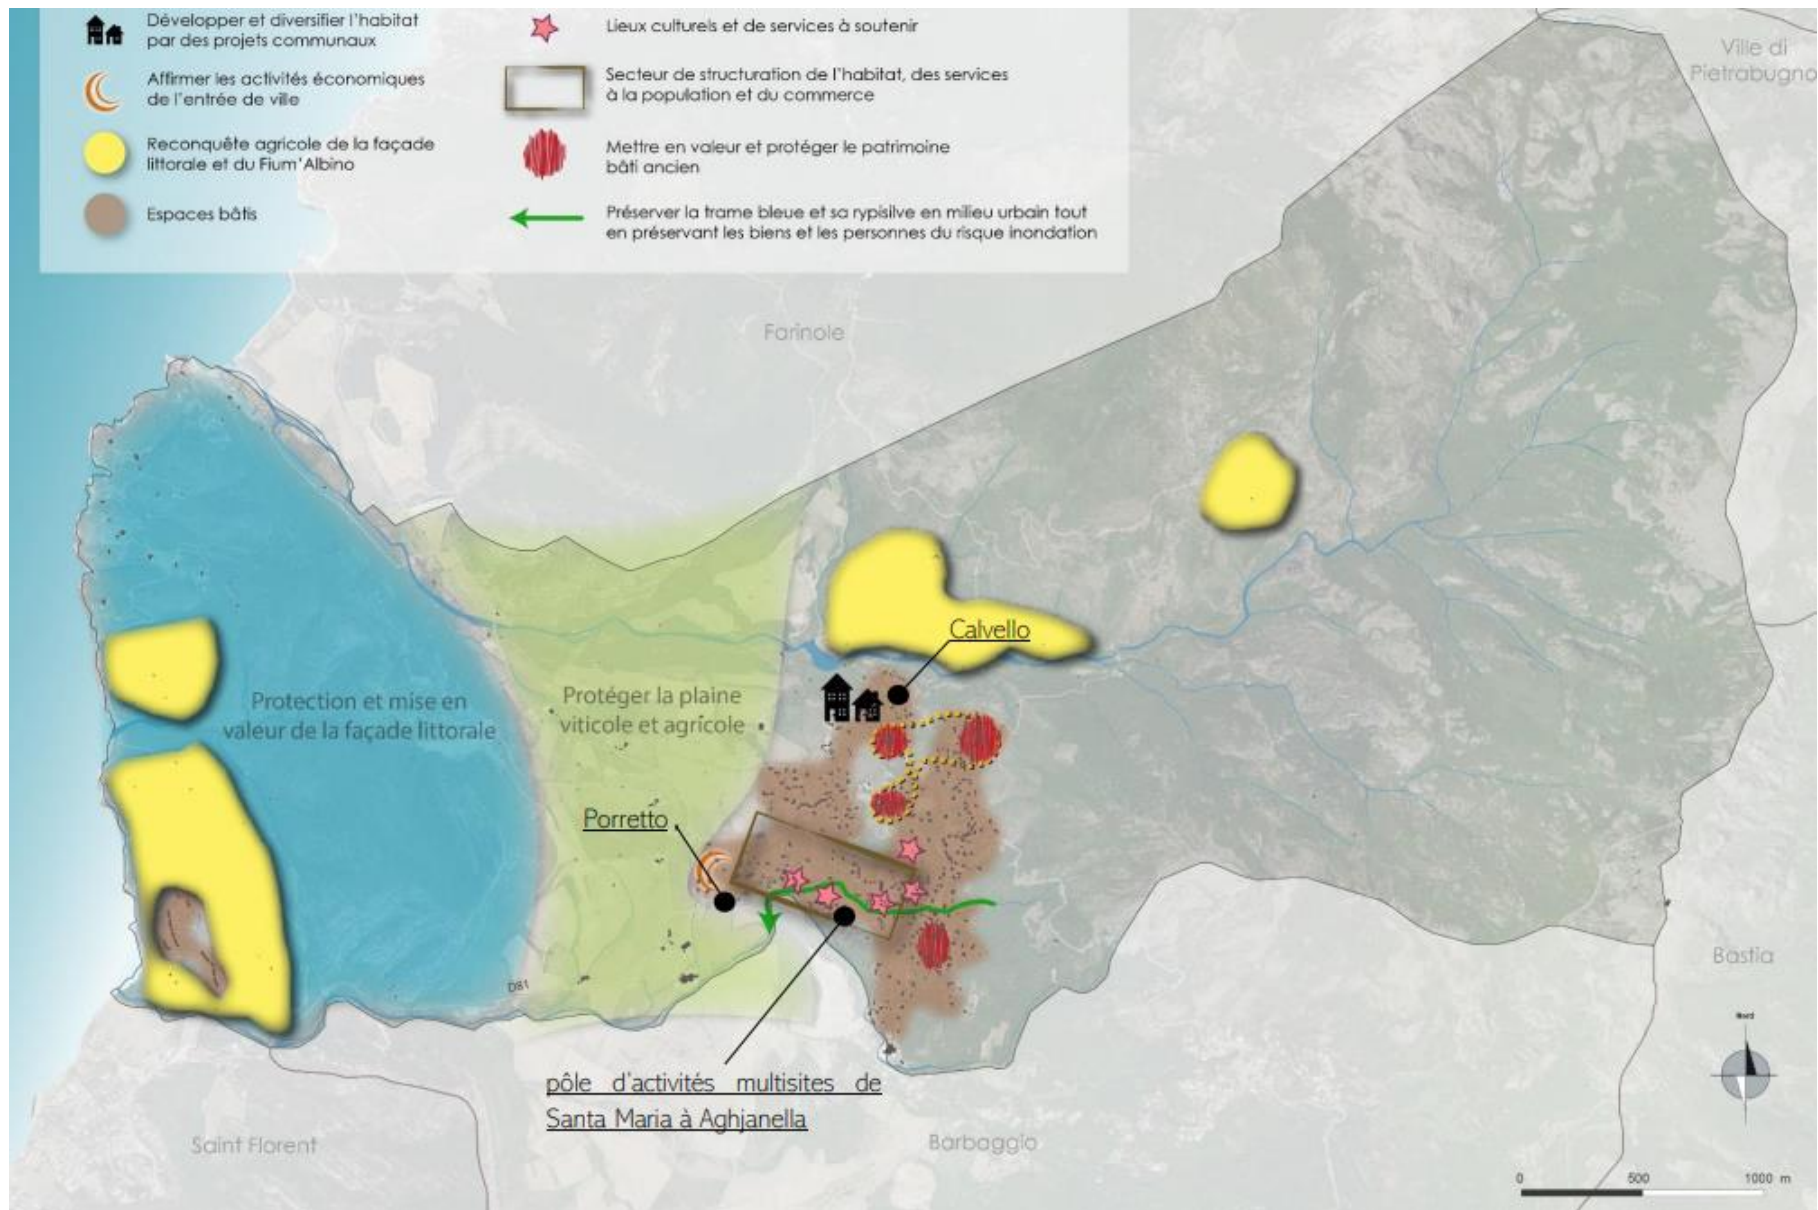 Développer et diversifier l'habitat
par des projets communaux
Affirmer les activités économiques
de l'entrée de ville
Reconquête agricole de la façade
littorale et du Fium'Albino
Espaces bâtis
Lieux culturels et de services à soutenir
Secteur de structuration de l'habitat, des services
à la population et du commerce
Mettre en valeur et protéger le patrimoine
bâti ancien
Préserver la trame bleue et sa rypisilve en milieu urbain tout
en préservant les biens et les personnes du risque inondation
Ville di
Pietrabugno
Farinole
Calvello
Protection et mise en
valeur de la façade littorale
Protéger la plaine
viticole et agricole
Porretto
D81
Bastia
Nord
pôle d'activités multisites de
Santa Maria à Aghjanella
Saint Florent
Barbaggio
0 500 1000 m